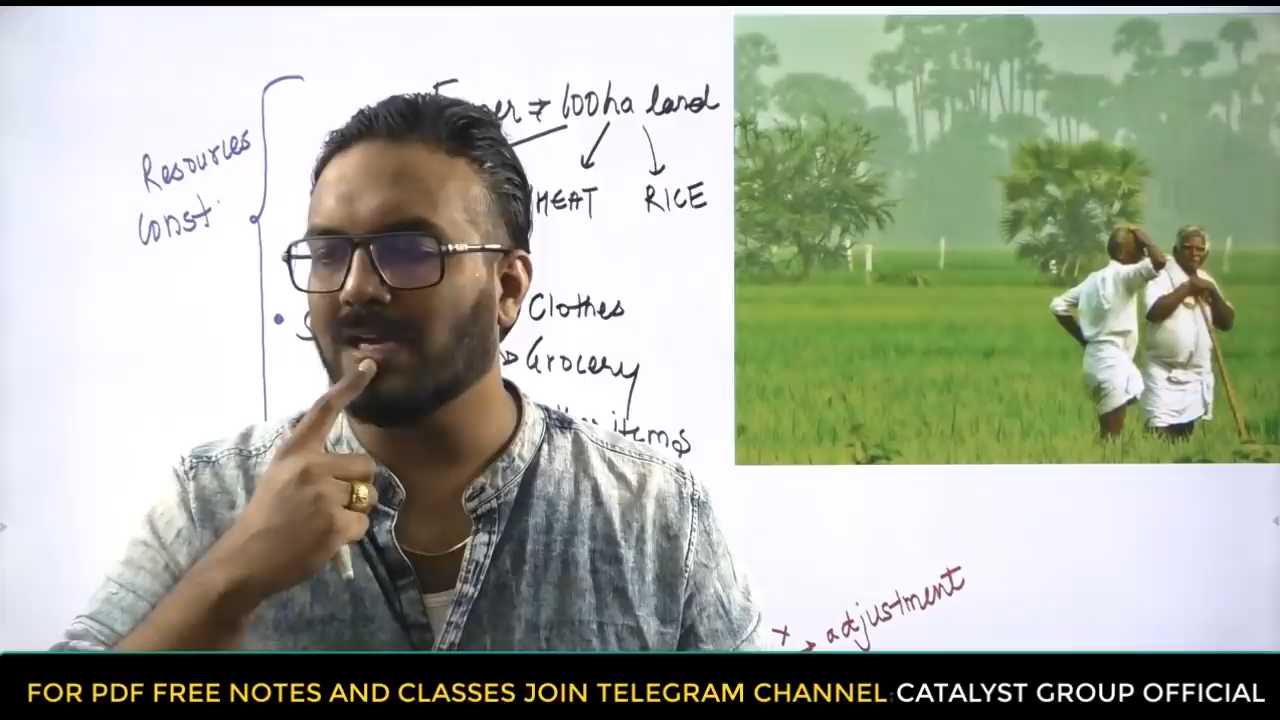 Resources
Const
⇒ 100ha land
RICE
Clothes
→ Grocery
items
x
→ adjustment
FOR PDF FREE NOTES AND CLASSES JOIN TELEGRAM CHANNEL: CATALYST GROUP OFFICIAL